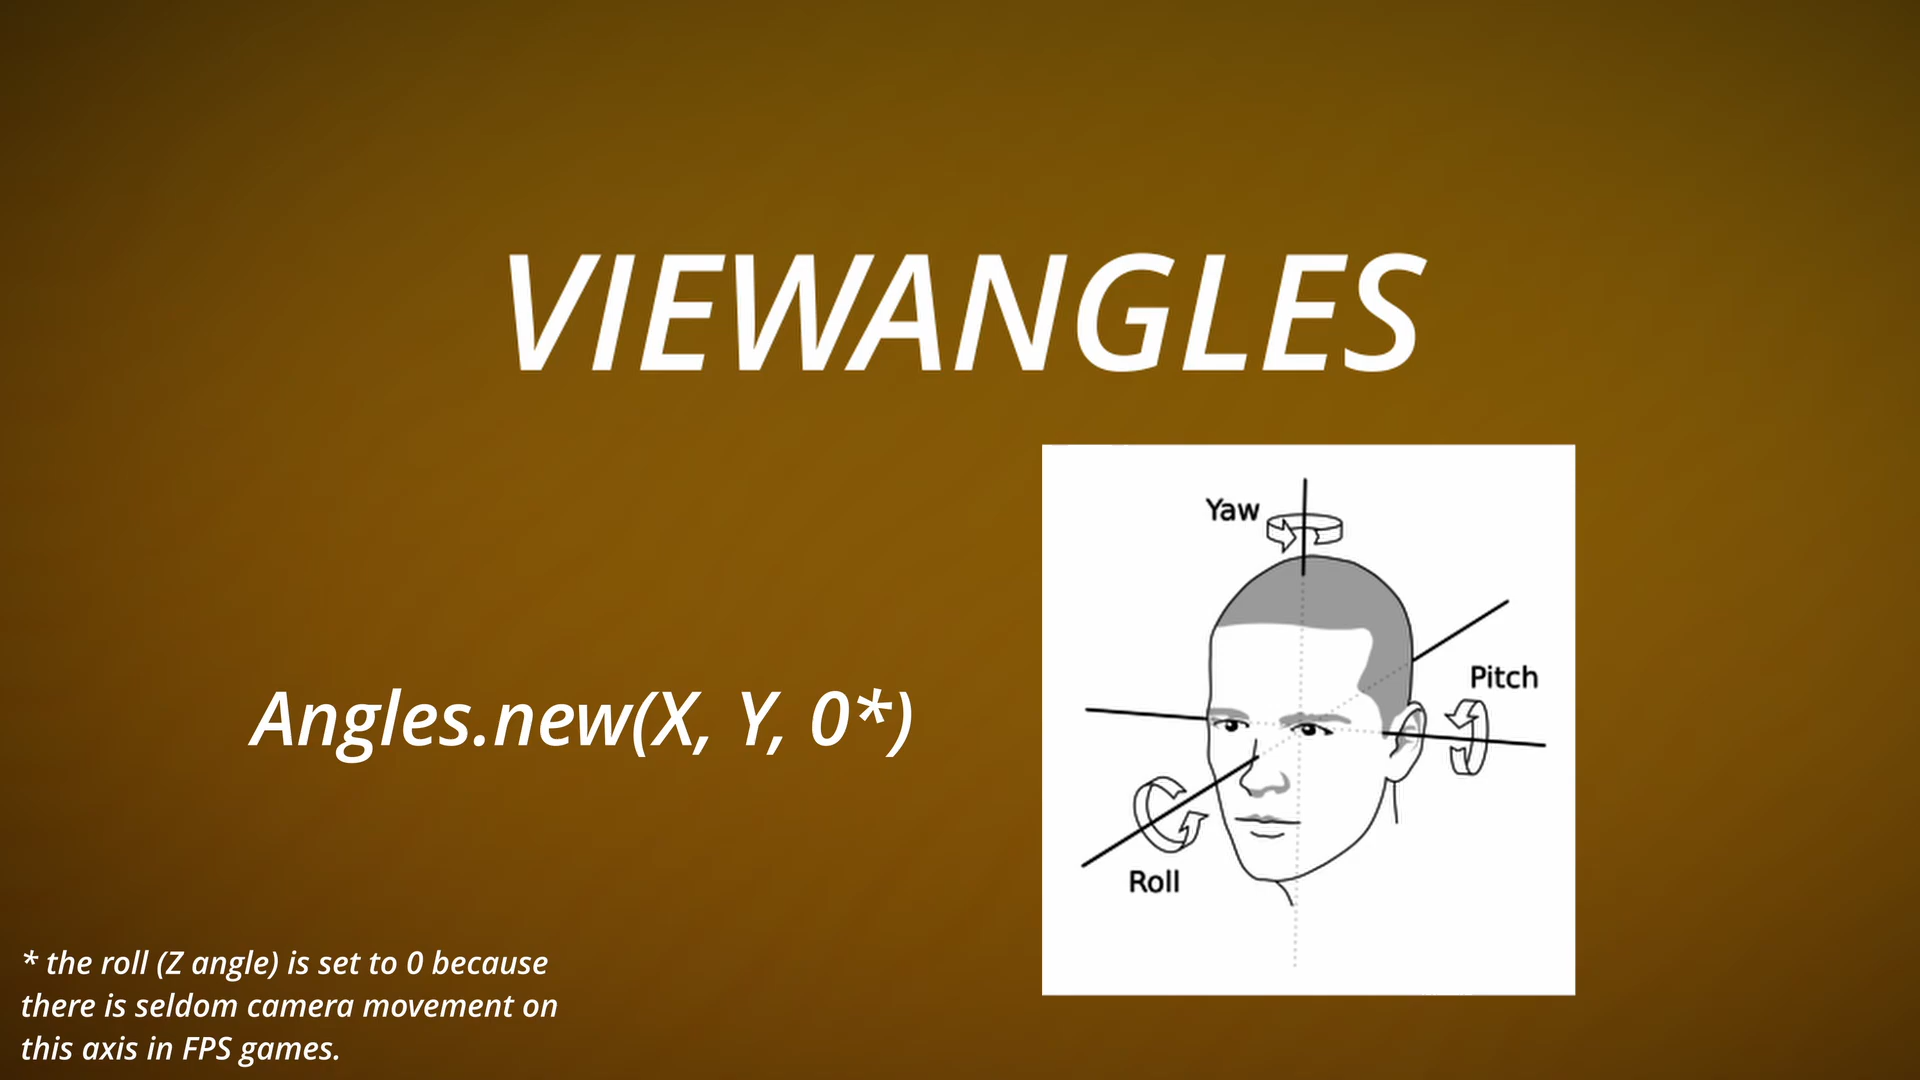 VIEWANGLES
Yaw
Pitch
Angles.new(X, Y, 0*)
Roll
* the roll (Z angle) is set to 0 because
there is seldom camera movement on
this axis in FPS games.